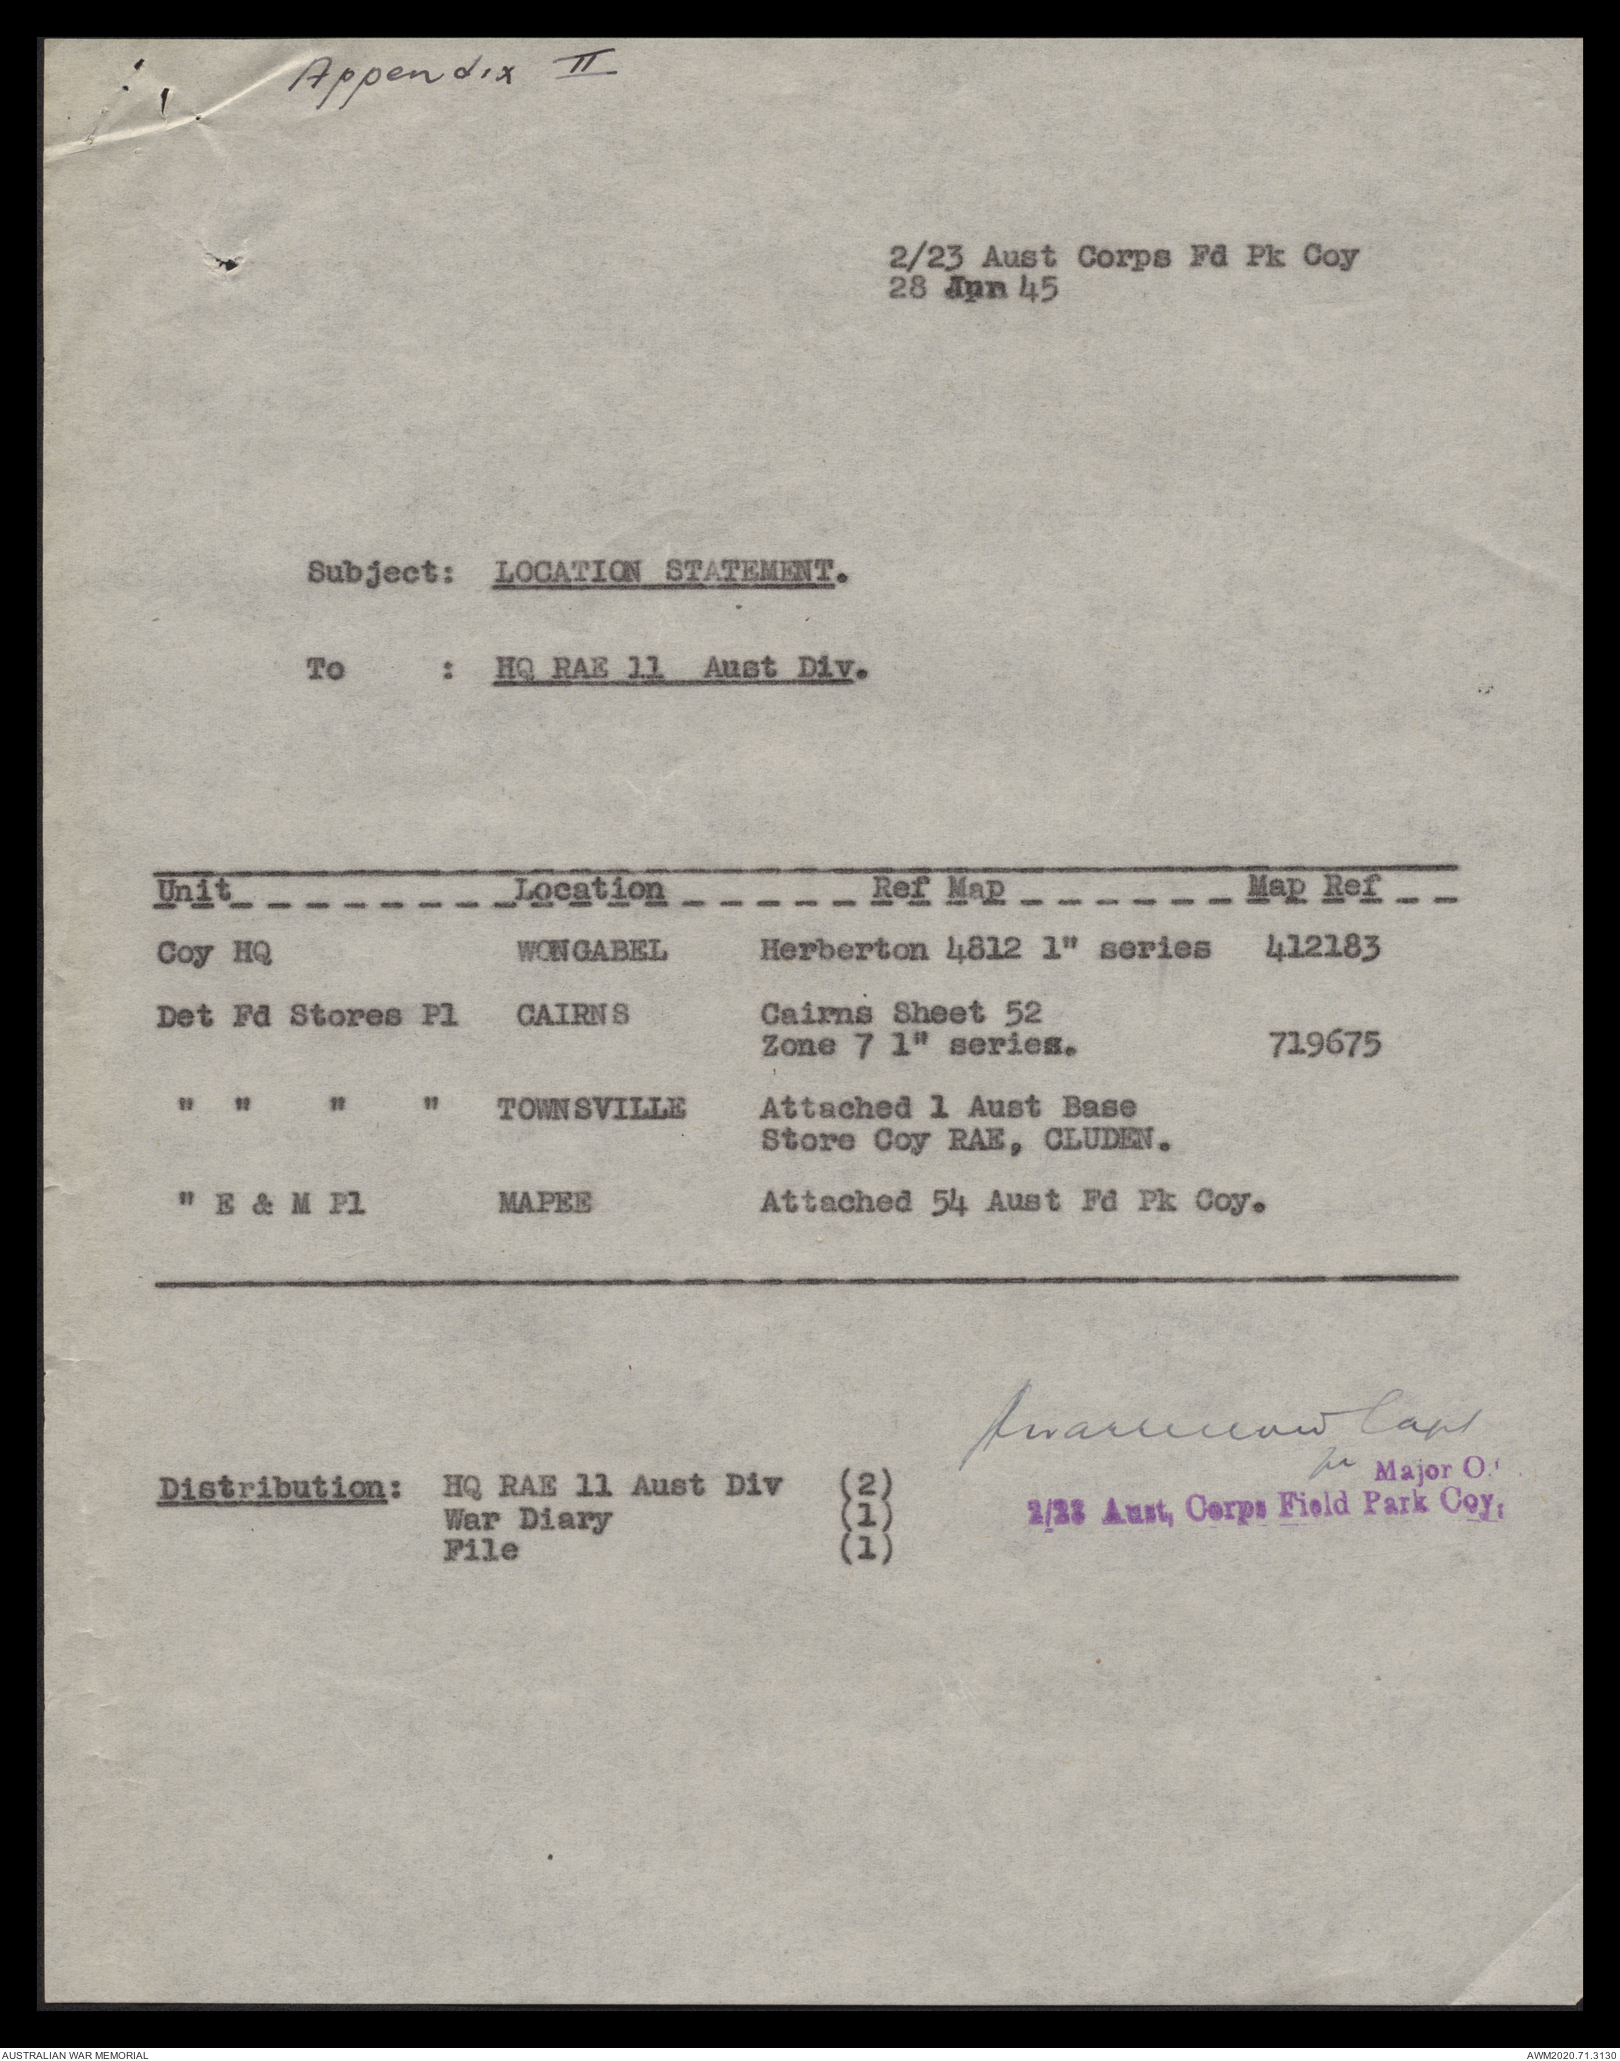 Appendix II
2/23 Aust Corps Fd Pk Coy
28 45
Subject: LOCATION STATEMENT.
To : HQ RAE 11 Aust Div.
Unit Location Ref Map Map Ref
Coy HQ WONGABEL Herberton 4812 1" series 412183
Det Fd Stores Pl CAIRNS Cairns Sheet 52
Zone 7 1" series. 719675
" " " " TOWNSVILLE Attached 1 Aust Base
Store Coy RAE, CLUDEN.
" E & M Pl MAPEE Attached 54 Aust Fd Pk Coy.
Capt
Major
Distribution: HQ RAE 11 Aust Div (2)
2/23 Aust, Corps Field Park Coy,
War Diary (1)
File (1)
AUSTRALIAN WAR MEMORIAL
AWM2020.71.3130